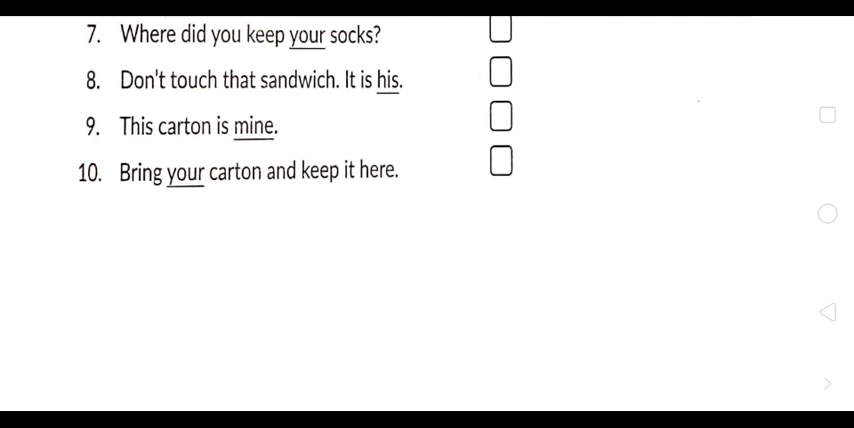 7. Where did you keep your socks?
8. Don't touch that sandwich. It is his.
9. This carton is mine.
10. Bring your carton and keep it here.